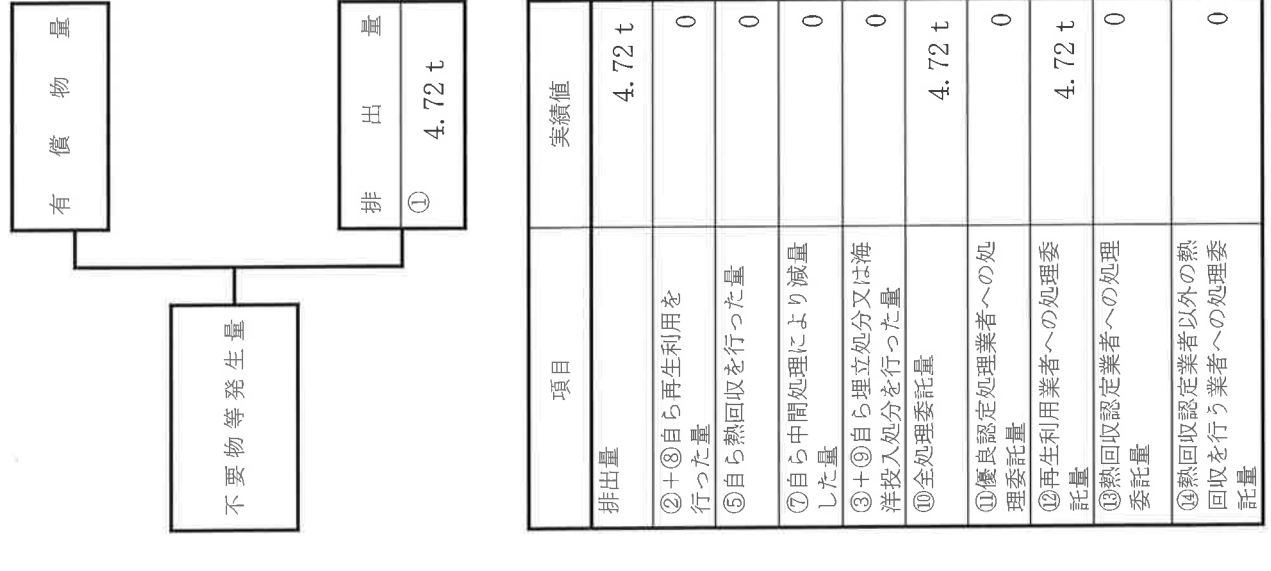 有償物量
不要物等発生量
排出量
①
4.72 t
項目
実績値
排出量
4.72 t
②+⑧自ら再生利用を
行った量
0
⑤自ら熱回収を行った量
0
⑦自ら中間処理により減量
した量
0
③+⑨自ら埋立処分又は海
洋投入処分を行った量
0
⑩全処理委託量
4.72 t
⑪優良認定処理業者への処
理委託量
0
⑫再生利用業者への処理委
託量
4.72 t
⑬熱回収認定業者への処理
委託量
0
⑭熱回収認定業者以外の熱
回収を行う業者への処理委
託量
0